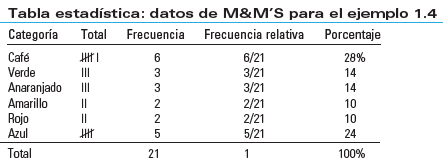 Tabla estadística: datos de M&M´S para el ejemplo 1.4
Categoría Total Frecuencia Frecuencia relativa Porcentaje
Café 𝍸 I 6 6/21 28%
Verde III 3 3/21 14
Anaranjado III 3 3/21 14
Amarillo II 2 2/21 10
Rojo II 2 2/21 10
Azul 𝍸 5 5/21 24
Total 21 1 100%